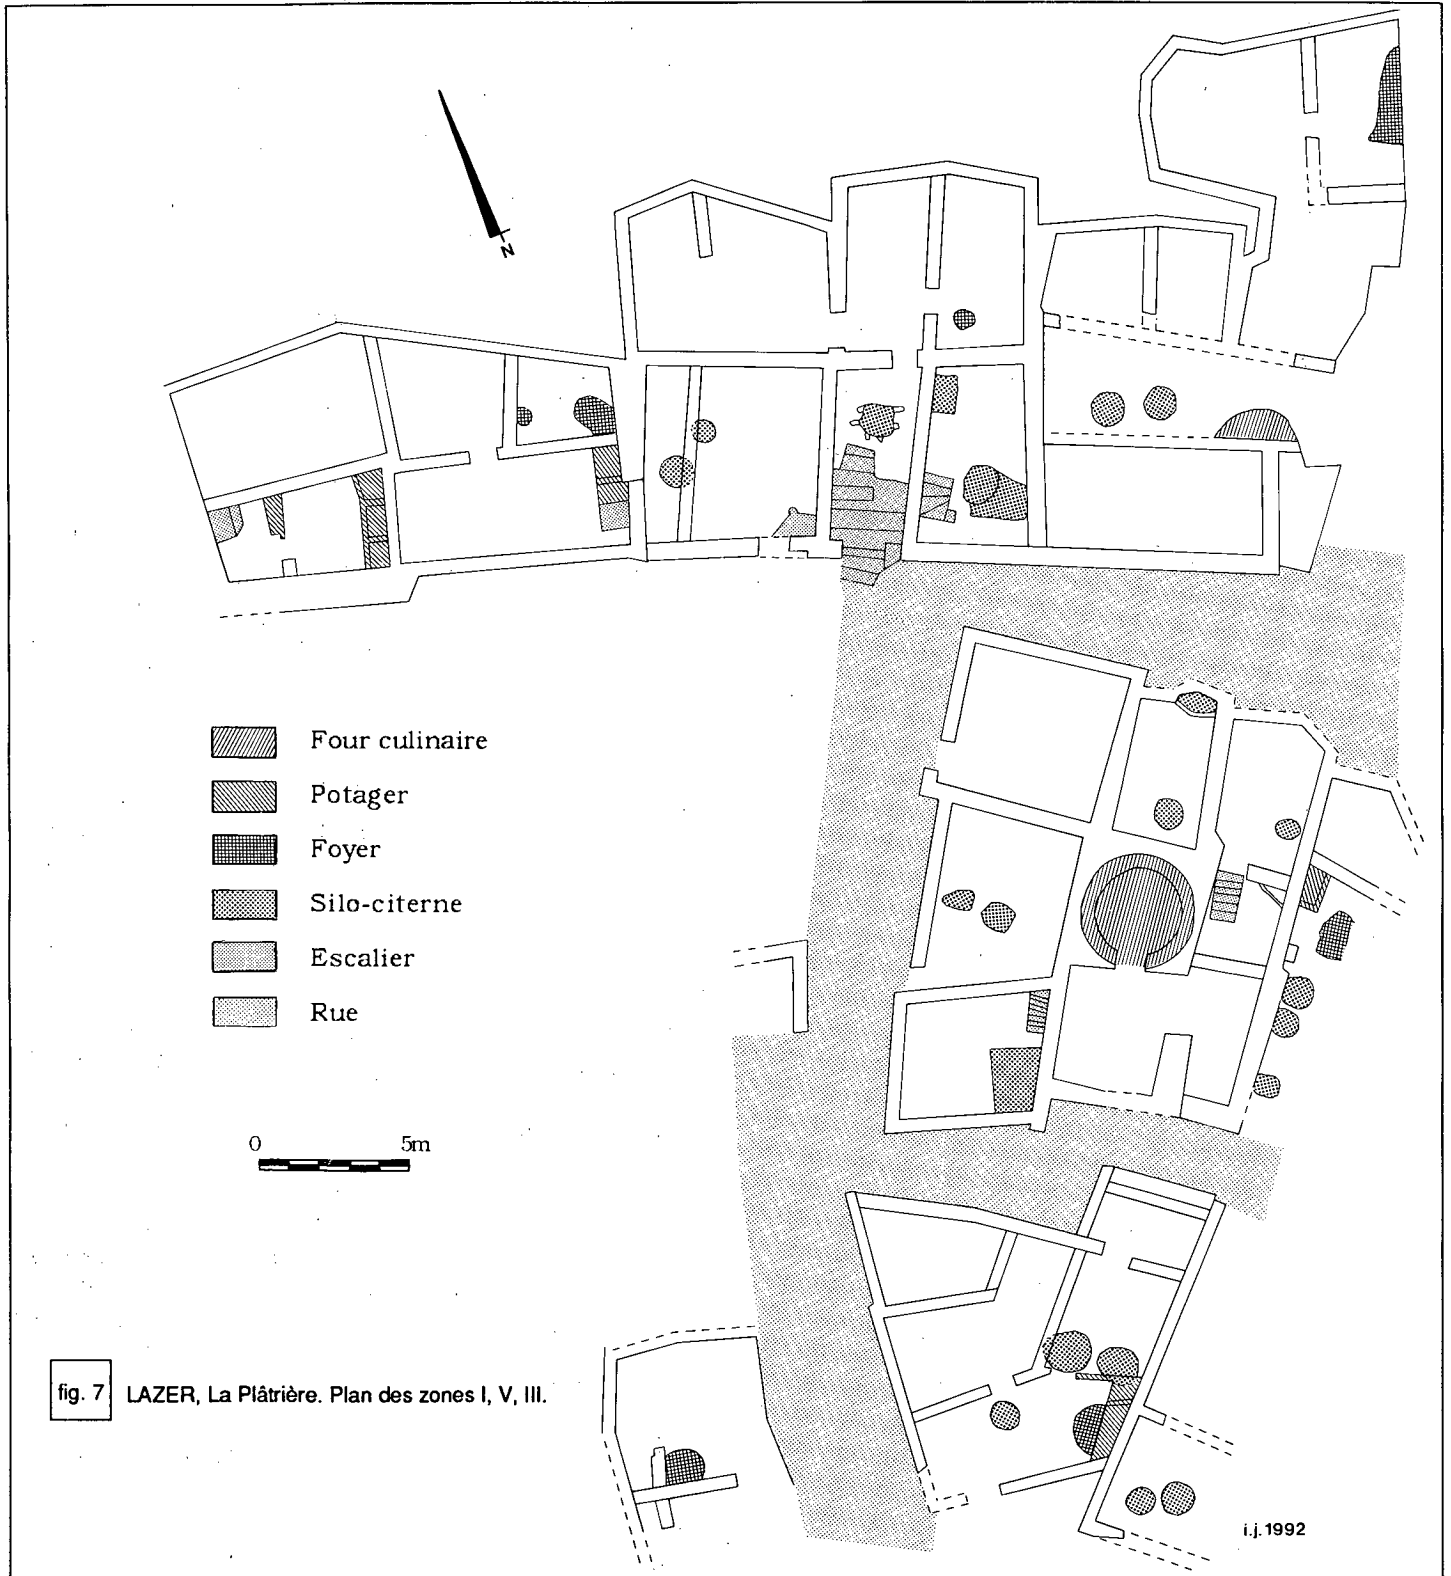 N
Four culinaire
Potager
Foyer
Silo-citerne
Escalier
Rue
0 5m
fig. 7 LAZER, La Plâtrière. Plan des zones I, V, III.
i.j. 1992